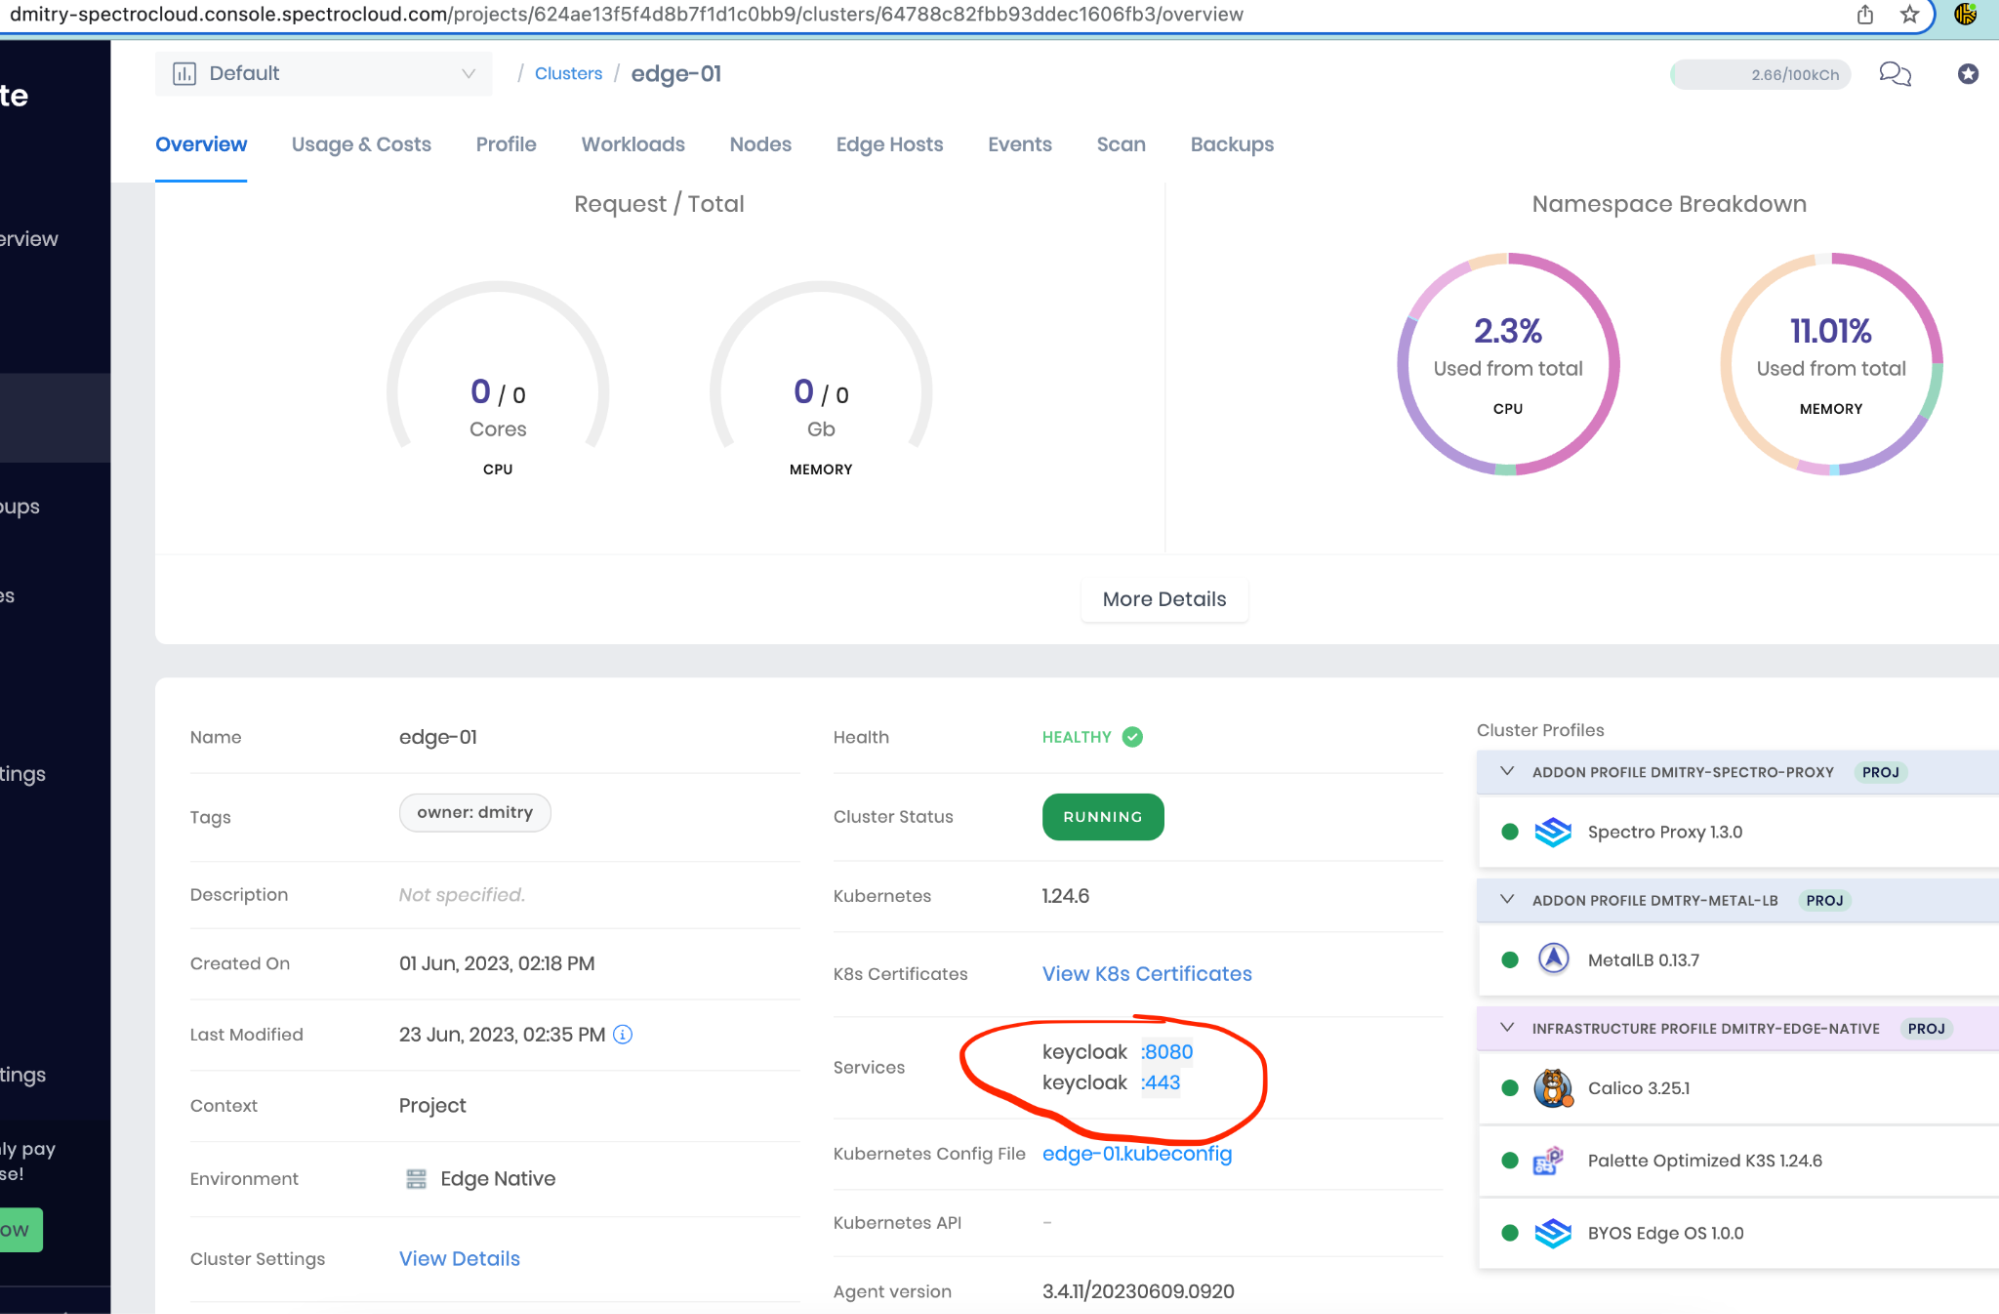 dmitry-spectrocloud.console.spectrocloud.com/projects/624ae13f5f4d8b7f1d1c0bb9/clusters/64788c82fbb93ddec1606fb3/overview
te
Default
/ Clusters / edge-01
2.66/100kCh
Overview
Usage & Costs
Profile
Workloads
Nodes
Edge Hosts
Events
Scan
Backups
erview
oups
es
tings
tings
nly pay
se!
ow
Request / Total
0 / 0
Cores
CPU
0 / 0
Gb
MEMORY
Namespace Breakdown
2.3%
Used from total
CPU
11.01%
Used from total
MEMORY
More Details
Name
edge-01
Tags
owner: dmitry
Description
Not specified.
Created On
01 Jun, 2023, 02:18 PM
Last Modified
23 Jun, 2023, 02:35 PM
Context
Project
Environment
Edge Native
Cluster Settings
View Details
Health
HEALTHY
Cluster Status
RUNNING
Kubernetes
1.24.6
K8s Certificates
View K8s Certificates
Services
keycloak :8080
keycloak :443
Kubernetes Config File
edge-01.kubeconfig
Kubernetes API
-
Agent version
3.4.11/20230609.0920
Cluster Profiles
ADDON PROFILE DMITRY-SPECTRO-PROXY PROJ
Spectro Proxy 1.3.0
ADDON PROFILE DMTRY-METAL-LB PROJ
MetalLB 0.13.7
INFRASTRUCTURE PROFILE DMITRY-EDGE-NATIVE PROJ
Calico 3.25.1
Palette Optimized K3S 1.24.6
BYOS Edge OS 1.0.0